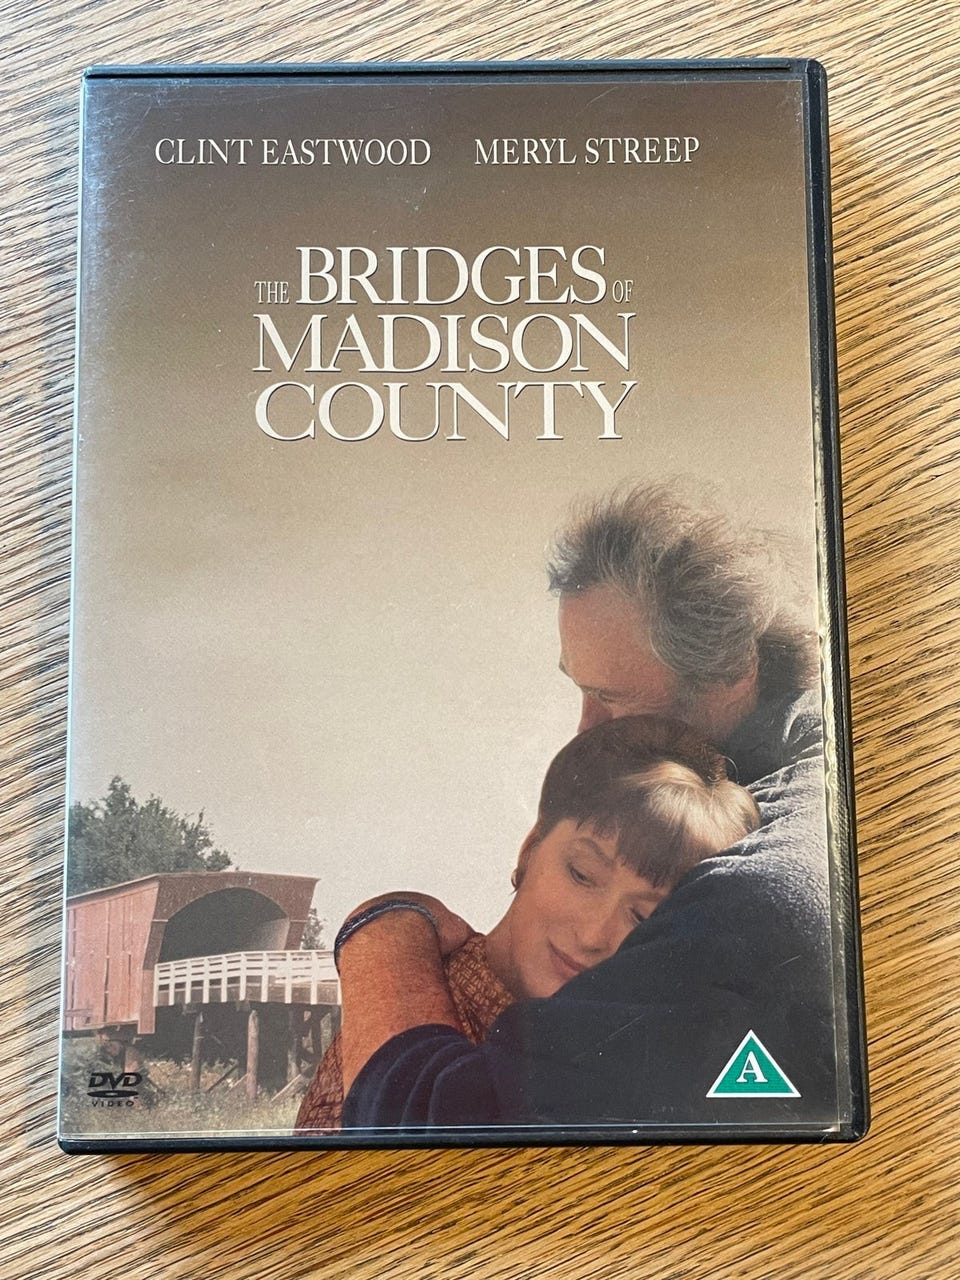 CLINT EASTWOOD MERYL STREEP
THE BRIDGES OF
MADISON
COUNTY
DVD
VIDEO
A